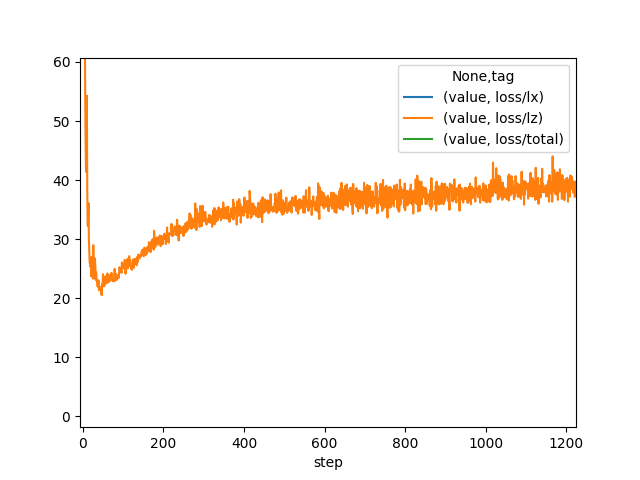 None,tag
(value, loss/lx)
(value, loss/lz)
(value, loss/total)
60
50
40
30
20
10
0
0 200 400 600 800 1000 1200
step